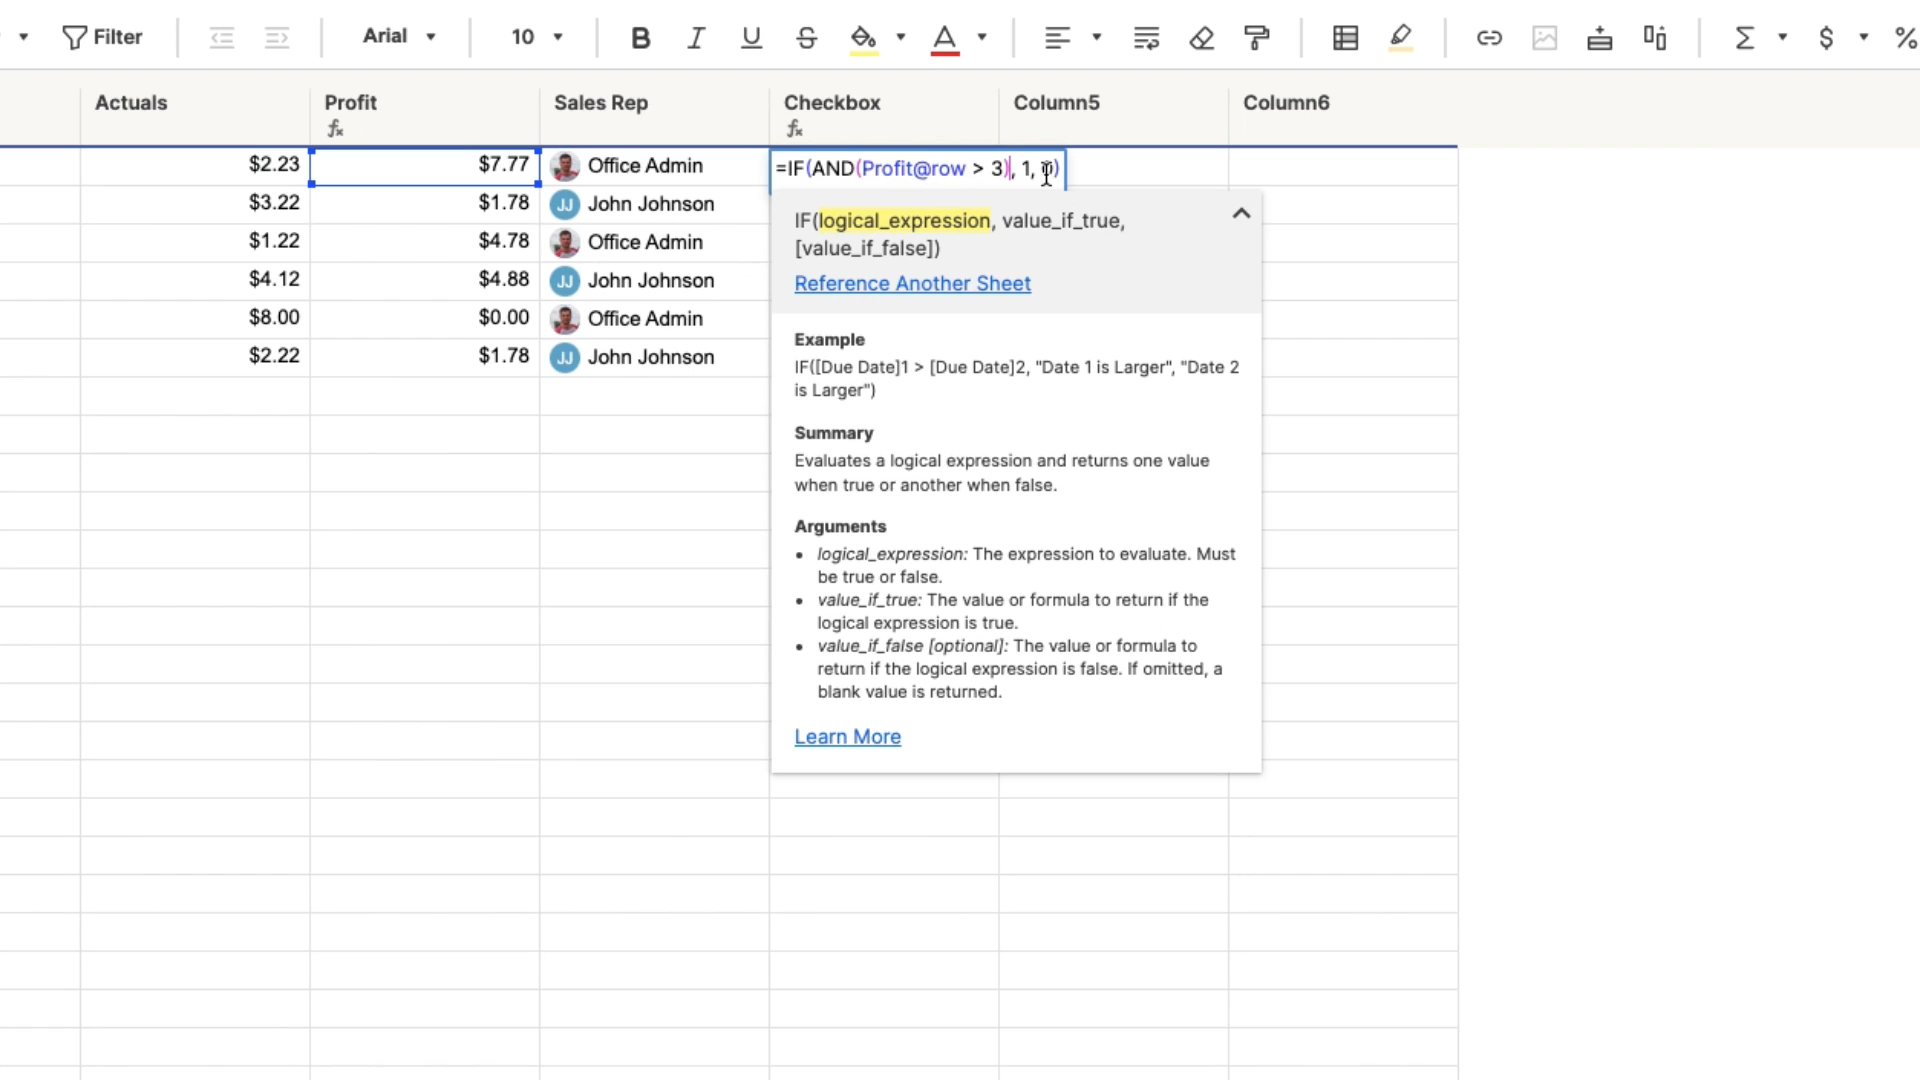 Filter Arial 10 B I U S A Σ $ %
Actuals Profit Sales Rep Checkbox Column5 Column6
fx fx
$2.23 $7.77 Office Admin =IF(AND(Profit@row > 3), 1, 0)
$3.22 $1.78 JJ John Johnson
$1.22 $4.78 Office Admin
$4.12 $4.88 JJ John Johnson
$8.00 $0.00 Office Admin
$2.22 $1.78 JJ John Johnson
IF(logical_expression, value_if_true,
[value_if_false])
Reference Another Sheet
Example
IF([Due Date]1 > [Due Date]2, "Date 1 is Larger", "Date 2
is Larger")
Summary
Evaluates a logical expression and returns one value
when true or another when false.
Arguments
• logical_expression: The expression to evaluate. Must
be true or false.
• value_if_true: The value or formula to return if the
logical expression is true.
• value_if_false [optional]: The value or formula to
return if the logical expression is false. If omitted, a
blank value is returned.
Learn More